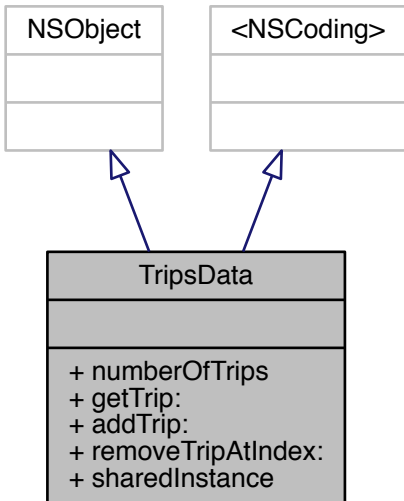 NSObject
<NSCoding>
TripsData
+ numberOfTrips
+ getTrip:
+ addTrip:
+ removeTripAtIndex:
+ sharedInstance